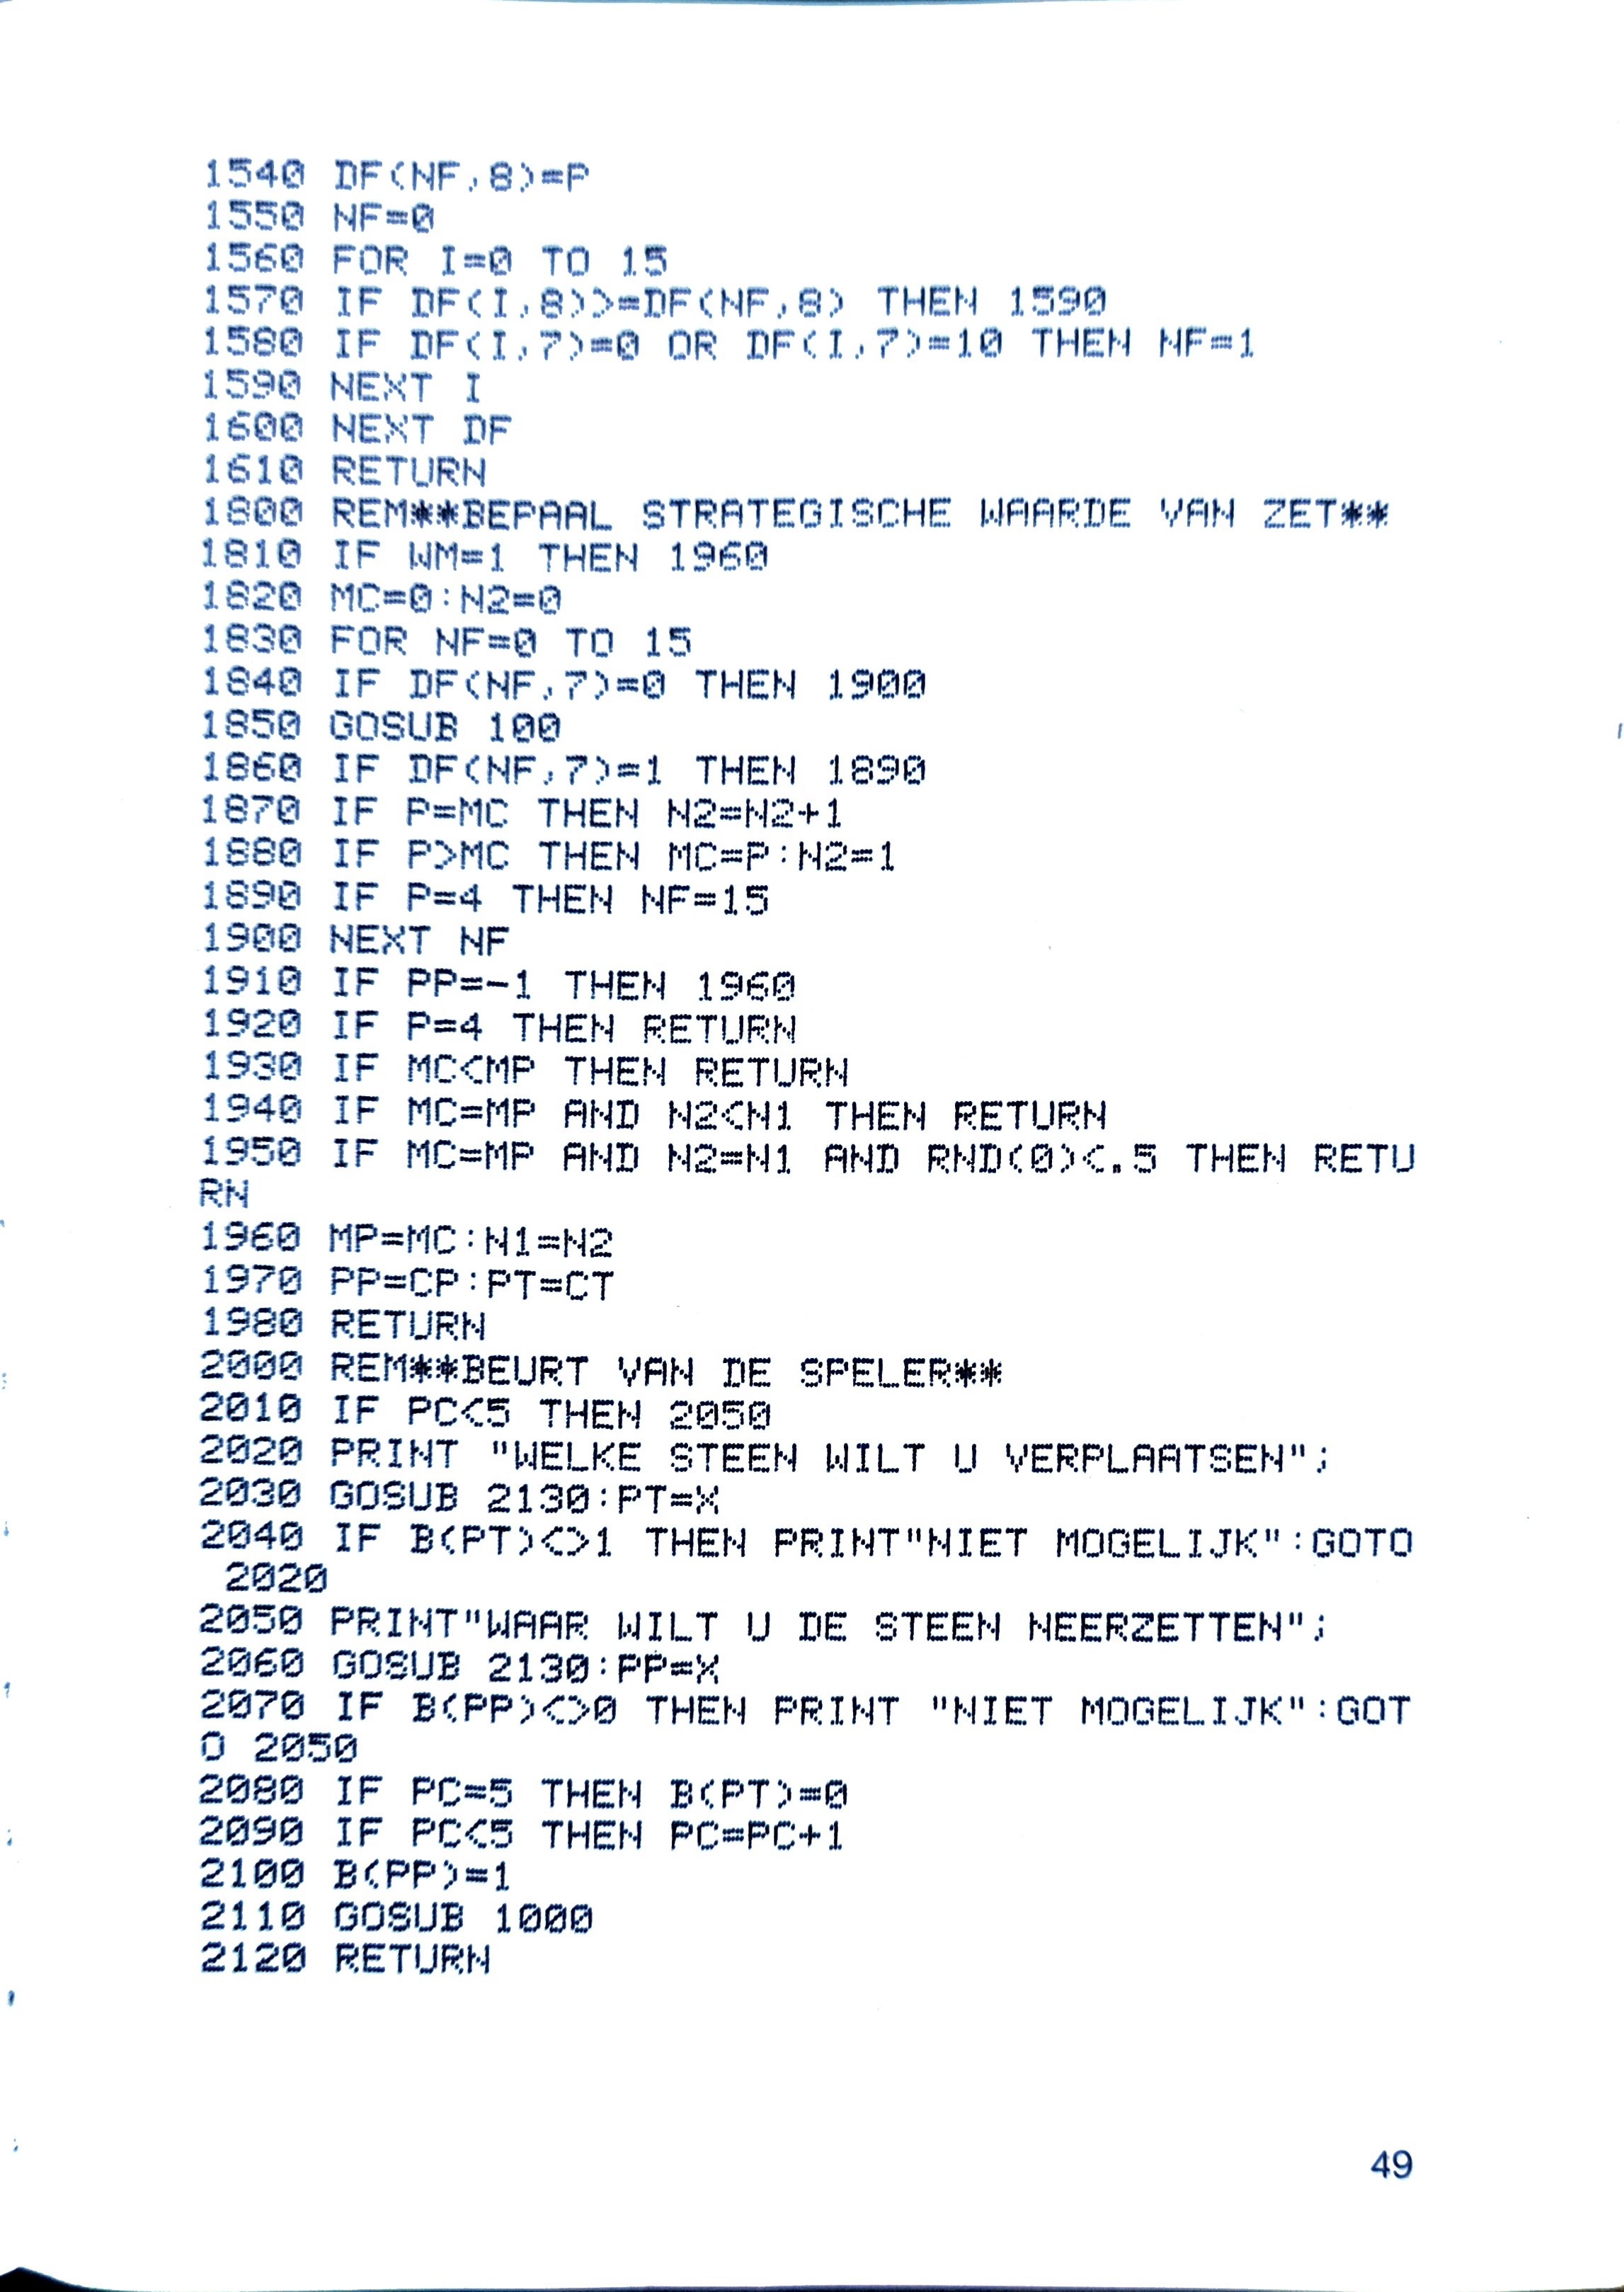 1540 DF(NF,8)=P
1550 NF=0
1560 FOR I=0 TO 15
1570 IF DF(I,8)>=DF(NF,8) THEN 1590
1580 IF DF(I,7)=0 OR DF(I,7)=10 THEN NF=1
1590 NEXT I
1600 NEXT DF
1610 RETURN
1800 REM**BEPAAL STRATEGISCHE WAARDE VAN ZET**
1810 IF WM=1 THEN 1960
1820 MC=0:N2=0
1830 FOR NF=0 TO 15
1840 IF DF(NF,7)=0 THEN 1900
1850 GOSUB 100
1860 IF DF(NF,7)=1 THEN 1890
1870 IF P=MC THEN N2=N2+1
1880 IF P>MC THEN MC=P:N2=1
1890 IF P=4 THEN NF=15
1900 NEXT NF
1910 IF PP=-1 THEN 1960
1920 IF P=4 THEN RETURN
1930 IF MC<MP THEN RETURN
1940 IF MC=MP AND N2<N1 THEN RETURN
1950 IF MC=MP AND N2=N1 AND RND(0)<.5 THEN RETU
RN
1960 MP=MC:N1=N2
1970 PP=CP:PT=CT
1980 RETURN
2000 REM**BEURT VAN DE SPELER**
2010 IF PC<5 THEN 2050
2020 PRINT "WELKE STEEN WILT U VERPLAATSEN";
2030 GOSUB 2130:PT=X
2040 IF B(PT)<>1 THEN PRINT"NIET MOGELIJK":GOTO
2020
2050 PRINT"WAAR WILT U DE STEEN NEERZETTEN";
2060 GOSUB 2130:PP=X
2070 IF B(PP)<>0 THEN PRINT "NIET MOGELIJK":GOT
O 2050
2080 IF PC=5 THEN B(PT)=0
2090 IF PC<5 THEN PC=PC+1
2100 B(PP)=1
2110 GOSUB 1000
2120 RETURN
49